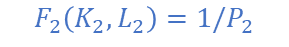 F₂(K₂, L₂) = 1/P₂